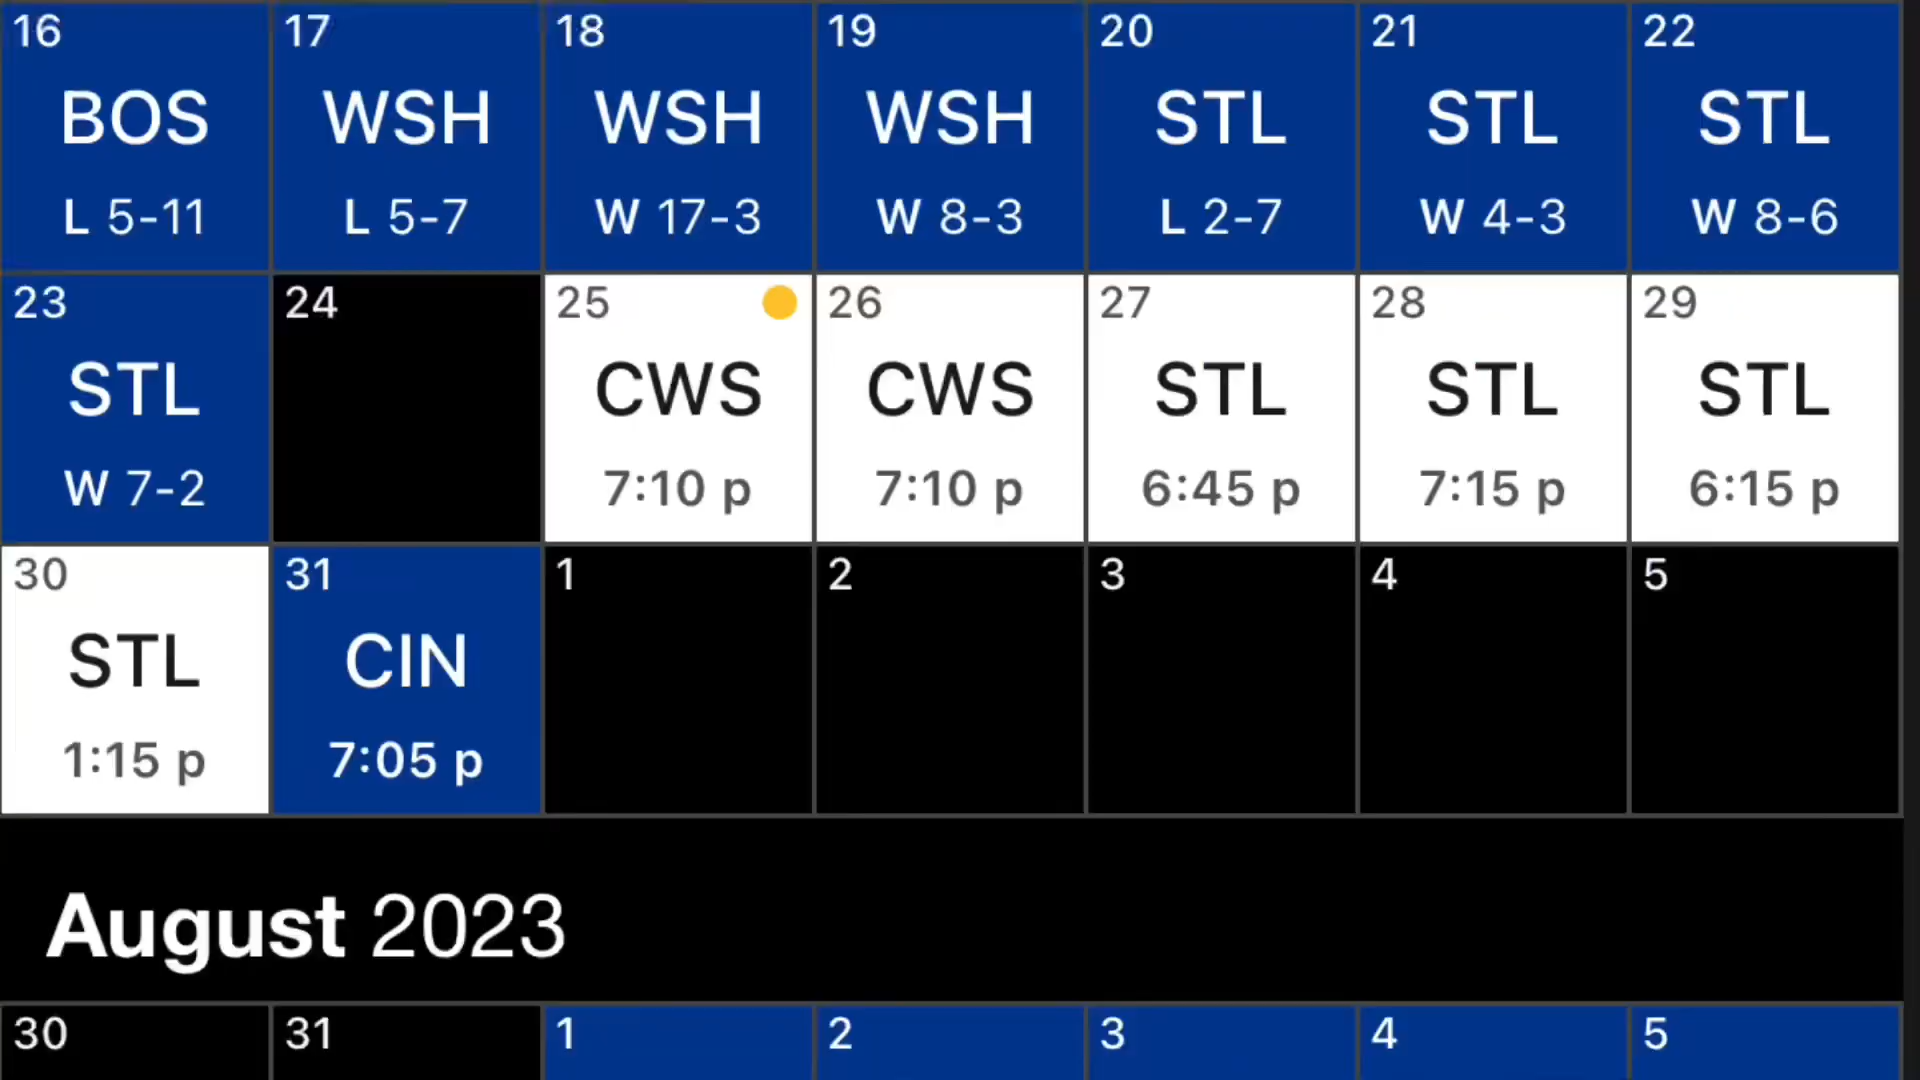 16 17 18 19 20 21 22
BOS WSH WSH WSH STL STL STL
L 5-11 L 5-7 W 17-3 W 8-3 L 2-7 W 4-3 W 8-6
23 24 25 26 27 28 29
STL CWS CWS STL STL STL
W 7-2 7:10 p 7:10 p 6:45 p 7:15 p 6:15 p
30 31 1 2 3 4 5
STL CIN
1:15 p 7:05 p
August 2023
30 31 1 2 3 4 5